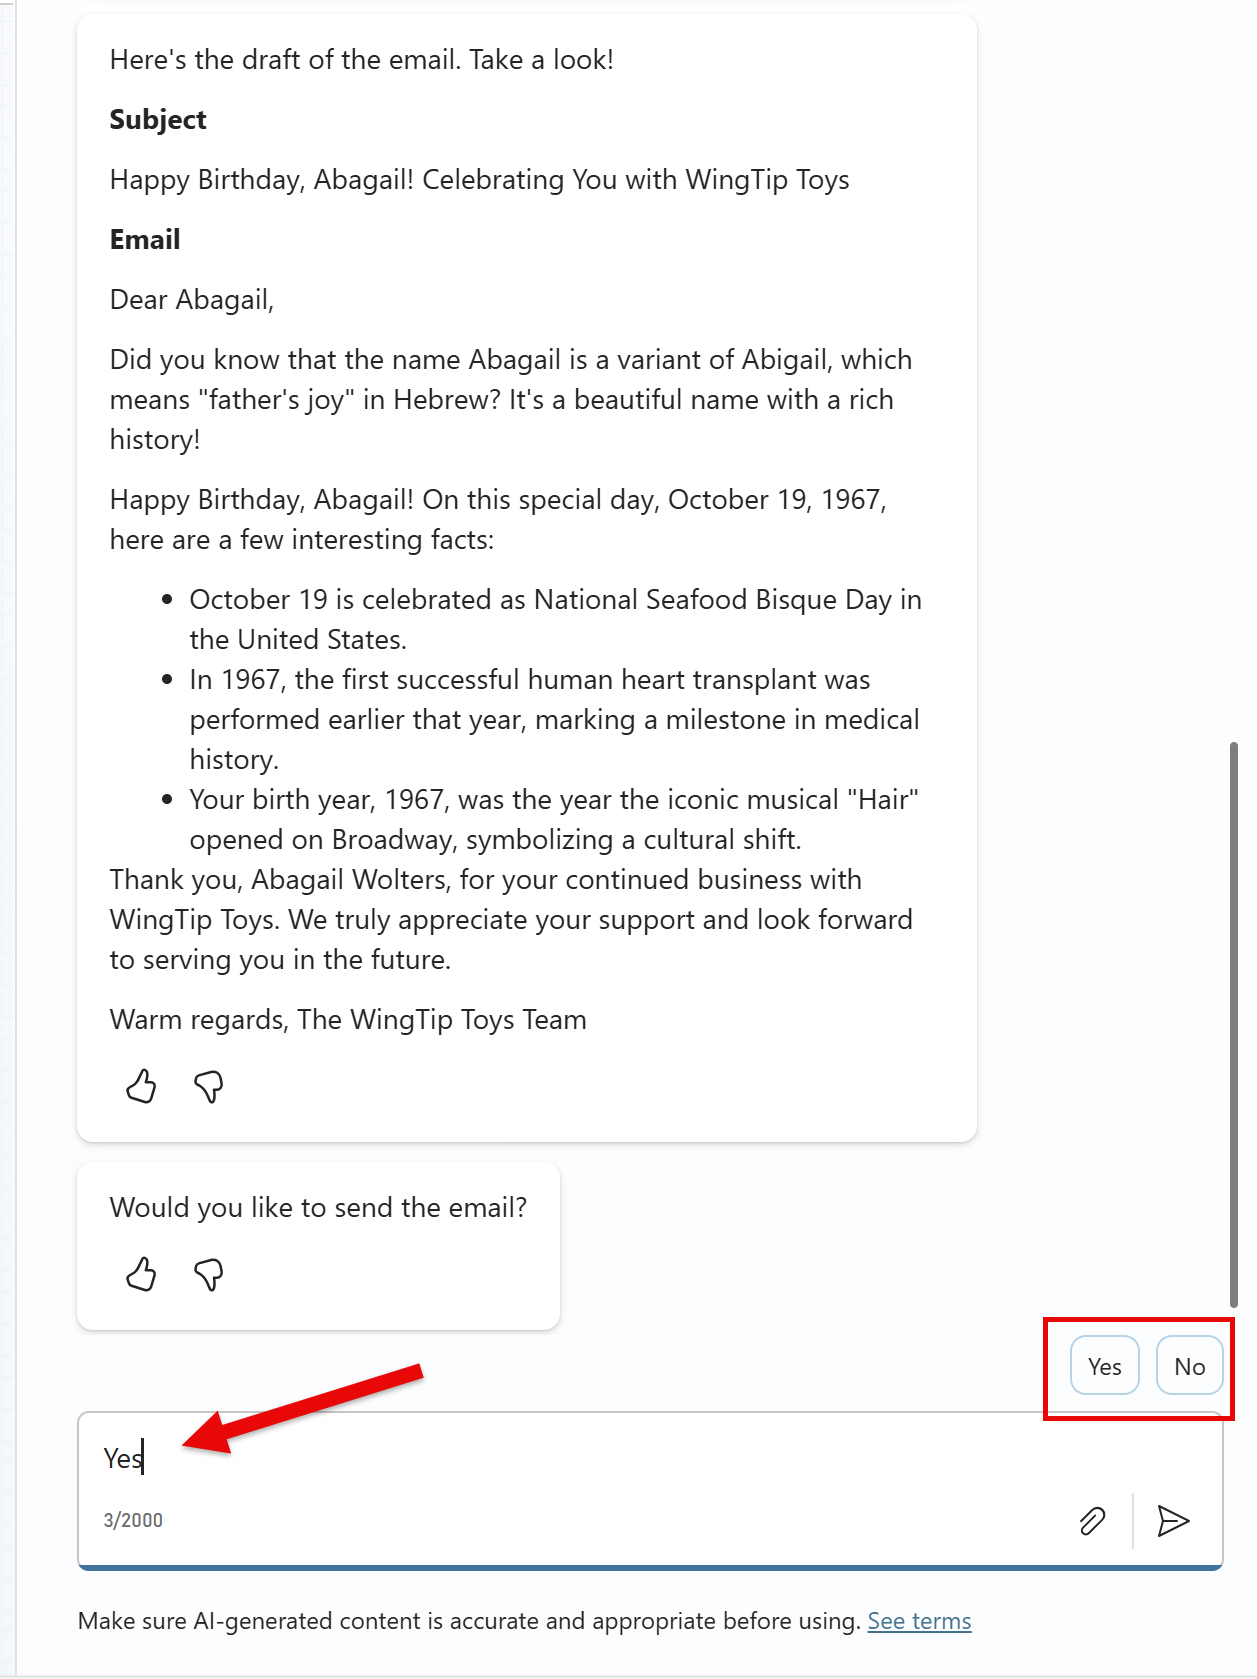 Here's the draft of the email. Take a look!
Subject
Happy Birthday, Abagail! Celebrating You with WingTip Toys
Email
Dear Abagail,
Did you know that the name Abagail is a variant of Abigail, which
means "father's joy" in Hebrew? It's a beautiful name with a rich
history!
Happy Birthday, Abagail! On this special day, October 19, 1967,
here are a few interesting facts:
• October 19 is celebrated as National Seafood Bisque Day in
the United States.
• In 1967, the first successful human heart transplant was
performed earlier that year, marking a milestone in medical
history.
• Your birth year, 1967, was the year the iconic musical "Hair"
opened on Broadway, symbolizing a cultural shift.
Thank you, Abagail Wolters, for your continued business with
WingTip Toys. We truly appreciate your support and look forward
to serving you in the future.
Warm regards, The WingTip Toys Team
Would you like to send the email?
Yes No
Yes
3/2000
Make sure AI-generated content is accurate and appropriate before using. See terms